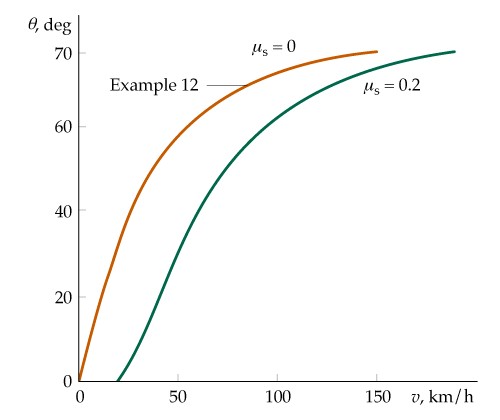 θ, deg
μs = 0
70
Example 12
μs = 0.2
60
40
20
0
0 50 100 150 v, km/h